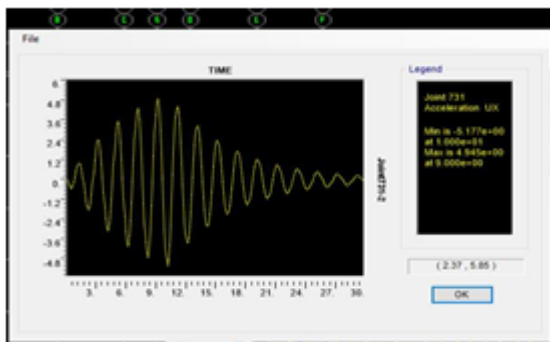 File
TIME
Legend
6.
4.8
3.6
2.4
1.2
0.
-1.2
-2.4
-3.6
-4.8
3. 6. 9. 12. 15. 18. 21. 24. 27. 30.
Joint 731
Acceleration UX
Min is -5.177e+00
at 1.000e+01
Max is 4.945e+00
at 9.000e+00
(2.37 , 5.85 )
OK